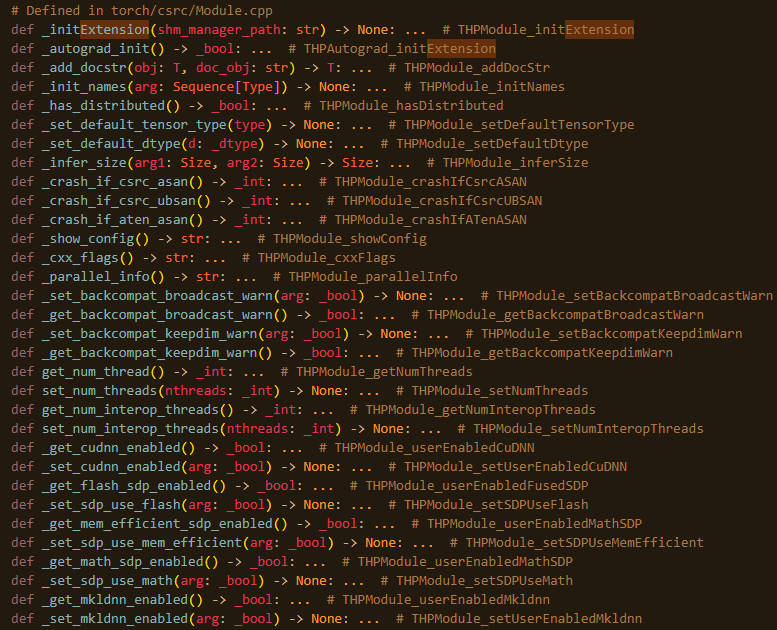 # Defined in torch/csrc/Module.cpp
def _initExtension(shm_manager_path: str) -> None: ...  # THPModule_initExtension
def _autograd_init() -> _bool: ...  # THPAutograd_initExtension
def _add_docstr(obj: T, doc_obj: str) -> T: ...  # THPModule_addDocStr
def _init_names(arg: Sequence[Type]) -> None: ...  # THPModule_initNames
def _has_distributed() -> _bool: ...  # THPModule_hasDistributed
def _set_default_tensor_type(type) -> None: ...  # THPModule_setDefaultTensorType
def _set_default_dtype(d: _dtype) -> None: ...  # THPModule_setDefaultDtype
def _infer_size(arg1: Size, arg2: Size) -> Size: ...  # THPModule_inferSize
def _crash_if_csrc_asan() -> _int: ...  # THPModule_crashIfCsrcASAN
def _crash_if_csrc_ubsan() -> _int: ...  # THPModule_crashIfCsrcUBSAN
def _crash_if_aten_asan() -> _int: ...  # THPModule_crashIfATenASAN
def _show_config() -> str: ...  # THPModule_showConfig
def _cxx_flags() -> str: ...  # THPModule_cxxFlags
def _parallel_info() -> str: ...  # THPModule_parallelInfo
def _set_backcompat_broadcast_warn(arg: _bool) -> None: ...  # THPModule_setBackcompatBroadcastWarn
def _get_backcompat_broadcast_warn() -> _bool: ...  # THPModule_getBackcompatBroadcastWarn
def _set_backcompat_keepdim_warn(arg: _bool) -> None: ...  # THPModule_setBackcompatKeepdimWarn
def _get_backcompat_keepdim_warn() -> _bool: ...  # THPModule_getBackcompatKeepdimWarn
def get_num_thread() -> _int: ...  # THPModule_getNumThreads
def set_num_threads(nthreads: _int) -> None: ...  # THPModule_setNumThreads
def get_num_interop_threads() -> _int: ...  # THPModule_getNumInteropThreads
def set_num_interop_threads(nthreads: _int) -> None: ...  # THPModule_setNumInteropThreads
def _get_cudnn_enabled() -> _bool: ...  # THPModule_userEnabledCuDNN
def _set_cudnn_enabled(arg: _bool) -> None: ...  # THPModule_setUserEnabledCuDNN
def _get_flash_sdp_enabled() -> _bool: ...  # THPModule_userEnabledFusedSDP
def _set_sdp_use_flash(arg: _bool) -> None: ...  # THPModule_setSDPUseFlash
def _get_mem_efficient_sdp_enabled() -> _bool: ...  # THPModule_userEnabledMathSDP
def _set_sdp_use_mem_efficient(arg: _bool) -> None: ...  # THPModule_setSDPUseMemEfficient
def _get_math_sdp_enabled() -> _bool: ...  # THPModule_userEnabledMathSDP
def _set_sdp_use_math(arg: _bool) -> None: ...  # THPModule_setSDPUseMath
def _get_mkldnn_enabled() -> _bool: ...  # THPModule_userEnabledMkldnn
def _set_mkldnn_enabled(arg: _bool) -> None: ...  # THPModule_setUserEnabledMkldnn